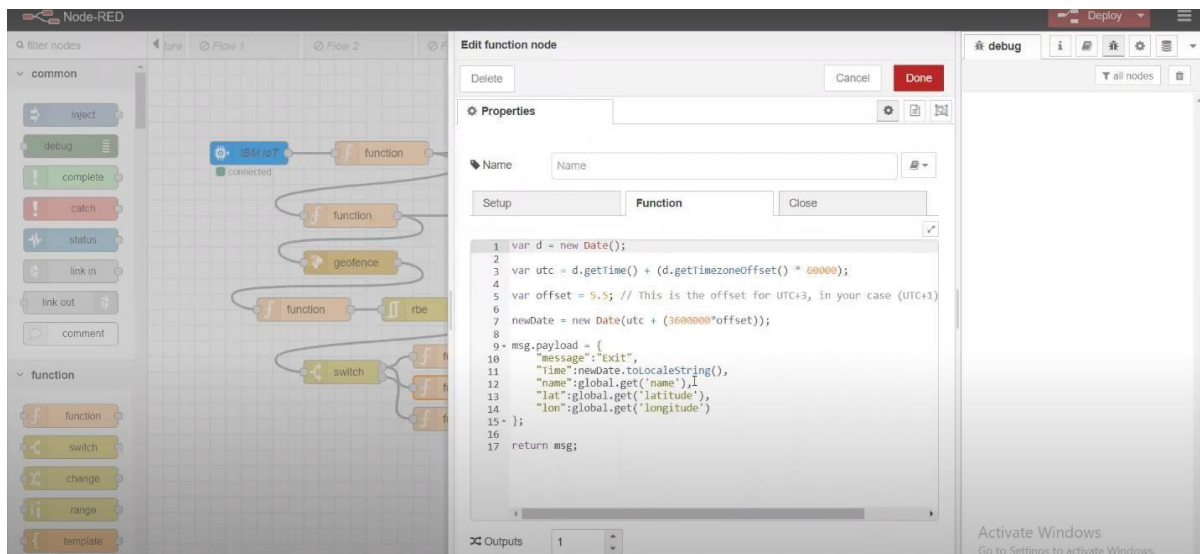 Node-RED
Deploy
filter nodes
Flow 1
Flow 2
common
inject
debug
complete
catch
status
link in
link out
comment
function
function
switch
change
range
template
IBM IoT
connected
function
function
geofence
function
rbe
switch
Edit function node
Delete
Cancel
Done
Properties
Name
Name
Setup
Function
Close
1 var d = new Date();
2
3 var utc = d.getTime() + (d.getTimezoneOffset() * 60000);
4
5 var offset = 5.5; // This is the offset for UTC+3, in your case (UTC+1)
6
7 newDate = new Date(utc + (3600000*offset));
8
9 msg.payload = {
10 "message":"Exit",
11 "Time":newDate.toLocaleString(),
12 "name":global.get('name'),
13 "lat":global.get('latitude'),
14 "lon":global.get('longitude')
15 };
16
17 return msg;
Outputs
1
debug
i
all nodes
Activate Windows
Go to Settings to activate Windows.